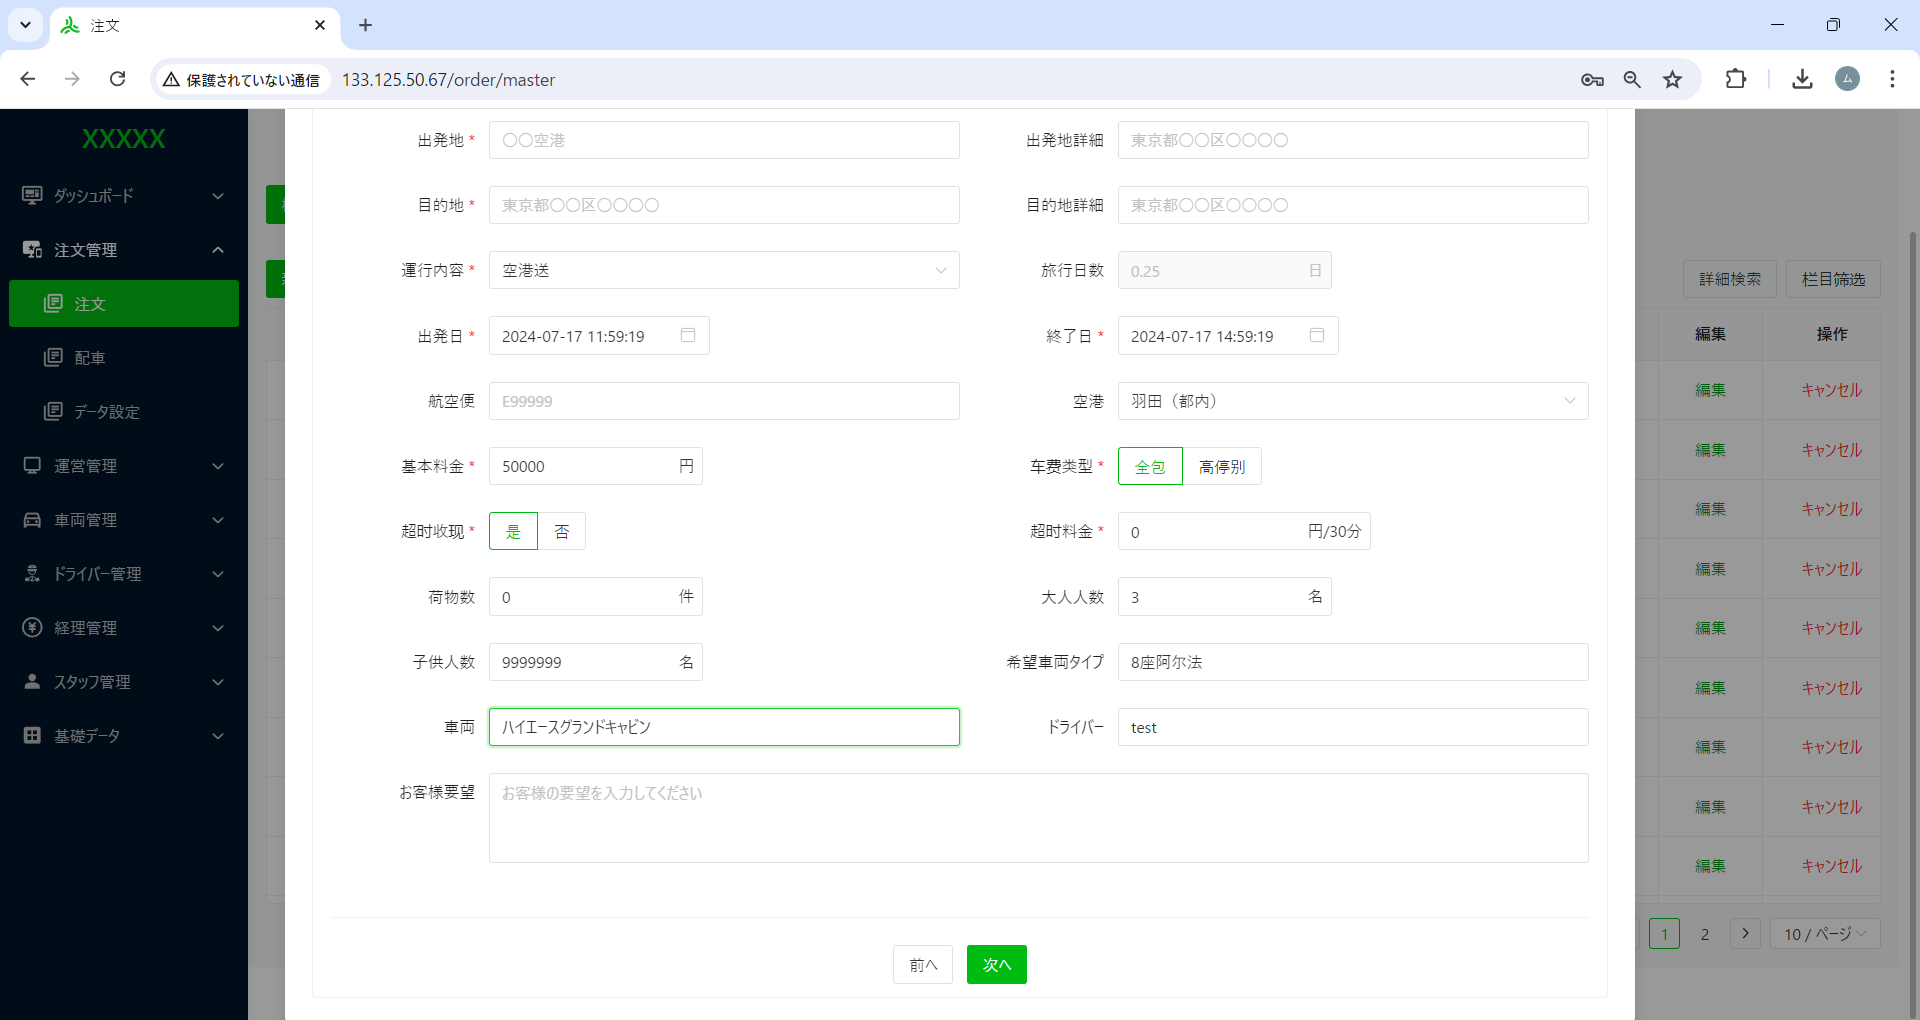 注文
保護されていない通信
133.125.50.67/order/master
ム
XXXXX
ダッシュボード
注文管理
注文
配車
データ設定
運営管理
車両管理
ドライバー管理
経理管理
スタッフ管理
基礎データ
出発地 *
〇〇空港
出発地詳細
東京都〇〇区〇〇〇〇
目的地 *
東京都〇〇区〇〇〇〇
目的地詳細
東京都〇〇区〇〇〇〇
運行内容 *
空港送
旅行日数
0.25 日
出発日 *
2024-07-17 11:59:19
終了日 *
2024-07-17 14:59:19
航空便
E99999
空港
羽田（都内）
基本料金 *
50000 円
车费类型 *
全包
高停别
超时收现 *
是
否
超时料金 *
0 円/30分
荷物数
0 件
大人人数
3 名
子供人数
9999999 名
希望車両タイプ
8座阿尔法
車両
ハイエースグランドキャビン
ドライバー
test
お客様要望
お客様の要望を入力してください
前へ
次へ
詳細検索
栏目筛选
編集 操作
編集 キャンセル
編集 キャンセル
編集 キャンセル
編集 キャンセル
編集 キャンセル
編集 キャンセル
編集 キャンセル
編集 キャンセル
編集 キャンセル
1
2
10 / ページ